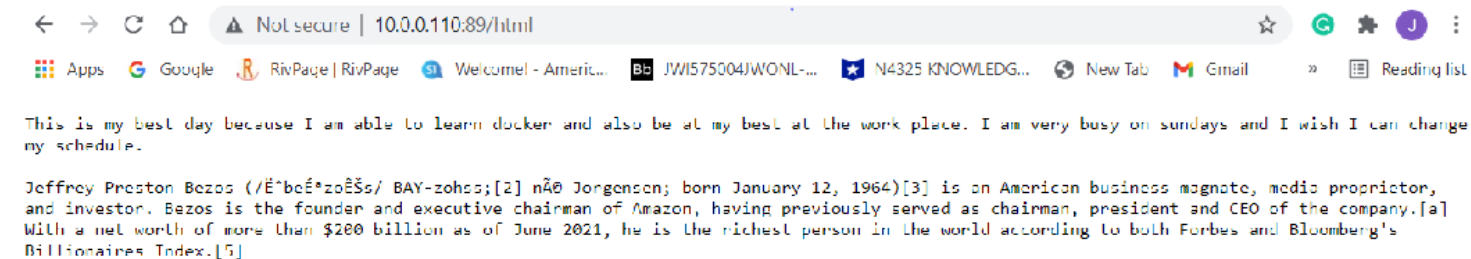 Not secure | 10.0.0.110:89/html
J
Apps G Google RivPage | RivPage Welcome! - Americ... Bb JWI575004JWONL-... N4325 KNOWLEDG... New Tab Gmail » Reading list
This is my best day because I am able to learn docker and also be at my best at the work place. I am very busy on sundays and I wish I can change
my schedule.
Jeffrey Preston Bezos (/ËˆbeÉªzoÊŠs/ BAY-zohss;[2] nÃ© Jorgensen; born January 12, 1964)[3] is an American business magnate, media proprietor,
and investor. Bezos is the founder and executive chairman of Amazon, having previously served as chairman, president and CEO of the company.[a]
With a net worth of more than $200 billion as of June 2021, he is the richest person in the world according to both Forbes and Bloomberg's
Billionaires Index.[5]